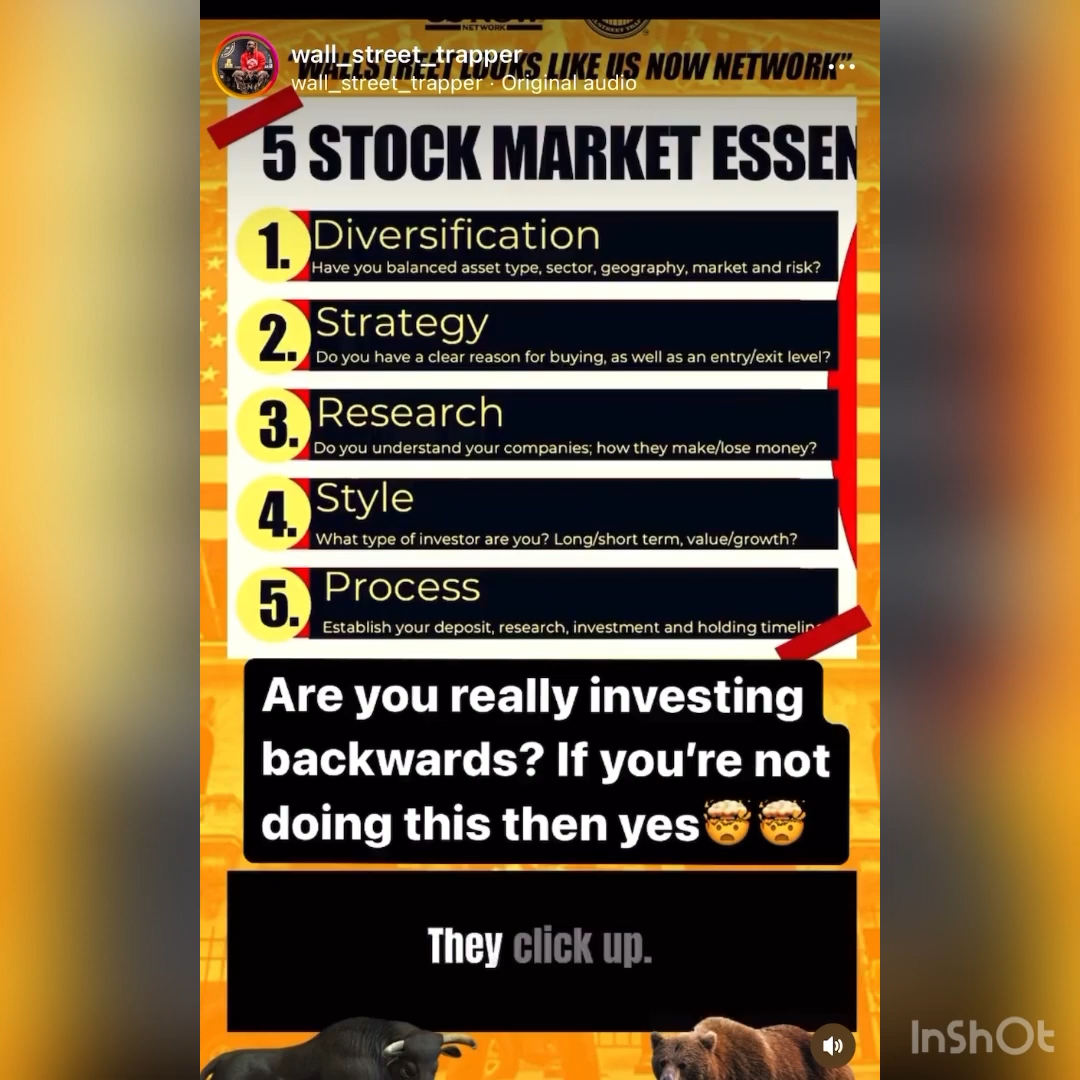 NETWORK
wall_street_trapper
LIKE US NOW NETWORK"
wall_street_trapper · Original audio
5 STOCK MARKET ESSEN
1. Diversification
Have you balanced asset type, sector, geography, market and risk?
2. Strategy
Do you have a clear reason for buying, as well as an entry/exit level?
3. Research
Do you understand your companies; how they make/lose money?
4. Style
What type of investor are you? Long/short term, value/growth?
5. Process
Establish your deposit, research, investment and holding
Are you really investing
backwards? If you're not
doing this then yes🤯🤯
They click up.
InShOt